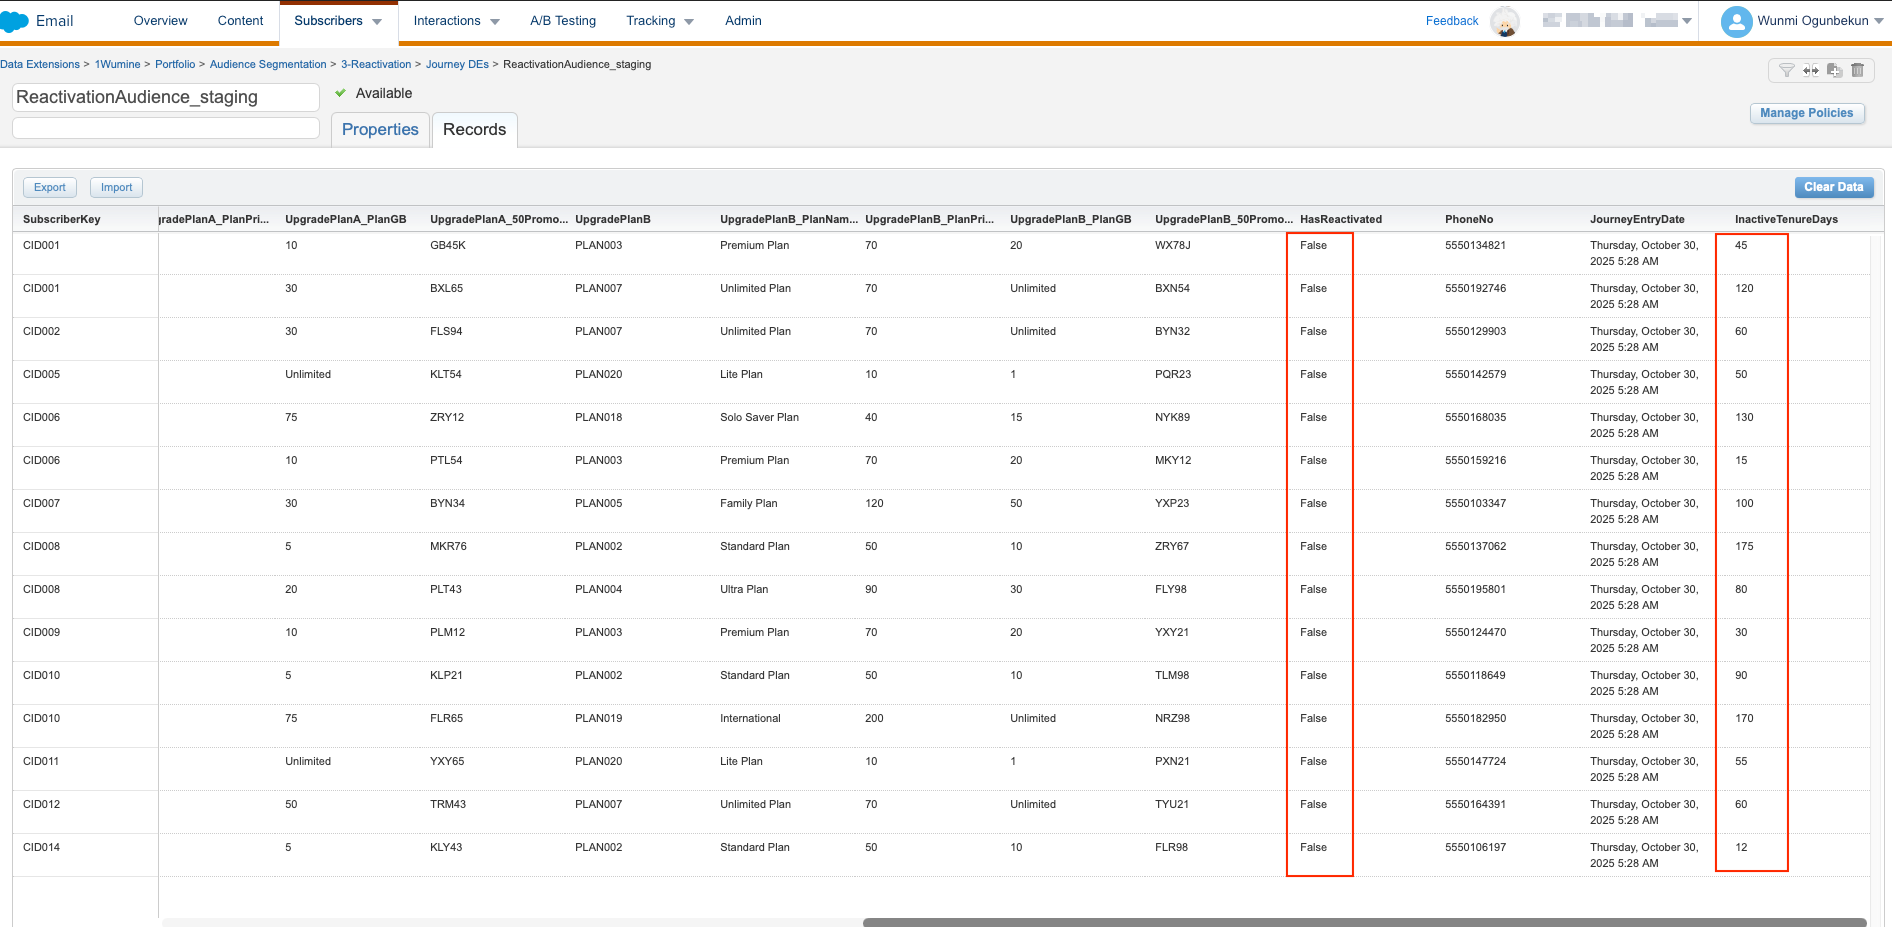 Email Overview Content Subscribers Interactions A/B Testing Tracking Admin Feedback Wunmi Ogunbekun
Data Extensions > 1Wumine > Portfolio > Audience Segmentation > 3-Reactivation > Journey DEs > ReactivationAudience_staging
ReactivationAudience_staging Available
Manage Policies
Properties Records
Export Import Clear Data
SubscriberKey gradePlanA_PlanPri... UpgradePlanA_PlanGB UpgradePlanA_50Promo... UpgradePlanB UpgradePlanB_PlanNam... UpgradePlanB_PlanPri... UpgradePlanB_PlanGB UpgradePlanB_50Promo... HasReactivated PhoneNo JourneyEntryDate InactiveTenureDays
CID001 10 GB45K PLAN003 Premium Plan 70 20 WX78J False 5550134821 Thursday, October 30, 45
2025 5:28 AM
CID001 30 BXL65 PLAN007 Unlimited Plan 70 Unlimited BXN54 False 5550192746 Thursday, October 30, 120
2025 5:28 AM
CID002 30 FLS94 PLAN007 Unlimited Plan 70 Unlimited BYN32 False 5550129903 Thursday, October 30, 60
2025 5:28 AM
CID005 Unlimited KLT54 PLAN020 Lite Plan 10 1 PQR23 False 5550142579 Thursday, October 30, 50
2025 5:28 AM
CID006 75 ZRY12 PLAN018 Solo Saver Plan 40 15 NYK89 False 5550168035 Thursday, October 30, 130
2025 5:28 AM
CID006 10 PTL54 PLAN003 Premium Plan 70 20 MKY12 False 5550159216 Thursday, October 30, 15
2025 5:28 AM
CID007 30 BYN34 PLAN005 Family Plan 120 50 YXP23 False 5550103347 Thursday, October 30, 100
2025 5:28 AM
CID008 5 MKR76 PLAN002 Standard Plan 50 10 ZRY67 False 5550137062 Thursday, October 30, 175
2025 5:28 AM
CID008 20 PLT43 PLAN004 Ultra Plan 90 30 FLY98 False 5550195801 Thursday, October 30, 80
2025 5:28 AM
CID009 10 PLM12 PLAN003 Premium Plan 70 20 YXY21 False 5550124470 Thursday, October 30, 30
2025 5:28 AM
CID010 5 KLP21 PLAN002 Standard Plan 50 10 TLM98 False 5550118649 Thursday, October 30, 90
2025 5:28 AM
CID010 75 FLR65 PLAN019 International 200 Unlimited NRZ98 False 5550182950 Thursday, October 30, 170
2025 5:28 AM
CID011 Unlimited YXY65 PLAN020 Lite Plan 10 1 PXN21 False 5550147724 Thursday, October 30, 55
2025 5:28 AM
CID012 50 TRM43 PLAN007 Unlimited Plan 70 Unlimited TYU21 False 5550164391 Thursday, October 30, 60
2025 5:28 AM
CID014 5 KLY43 PLAN002 Standard Plan 50 10 FLR98 False 5550106197 Thursday, October 30, 12
2025 5:28 AM